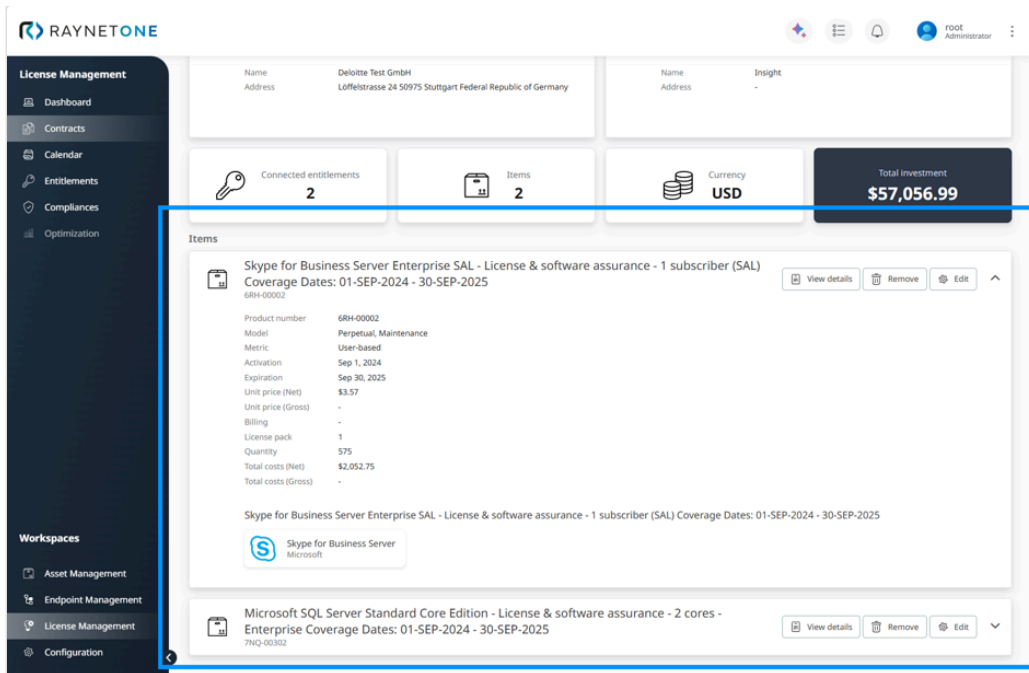 RAYNETONE
root
Administrator
License Management
Dashboard
Contracts
Calendar
Entitlements
Compliances
Optimization
Workspaces
Asset Management
Endpoint Management
License Management
Configuration
Name Deloitte Test GmbH
Address Löffelstrasse 24 50975 Stuttgart Federal Republic of Germany
Name Insight
Address -
Connected entitlements
2
Items
2
Currency
USD
Total investment
$57,056.99
Items
Skype for Business Server Enterprise SAL - License & software assurance - 1 subscriber (SAL)
Coverage Dates: 01-SEP-2024 - 30-SEP-2025
6RH-00002
View details Remove Edit
Product number 6RH-00002
Model Perpetual, Maintenance
Metric User-based
Activation Sep 1, 2024
Expiration Sep 30, 2025
Unit price (Net) $3.57
Unit price (Gross) -
Billing -
License pack 1
Quantity 575
Total costs (Net) $2,052.75
Total costs (Gross) -
Skype for Business Server Enterprise SAL - License & software assurance - 1 subscriber (SAL) Coverage Dates: 01-SEP-2024 - 30-SEP-2025
Skype for Business Server
Microsoft
Microsoft SQL Server Standard Core Edition - License & software assurance - 2 cores -
Enterprise Coverage Dates: 01-SEP-2024 - 30-SEP-2025
7NQ-00302
View details Remove Edit